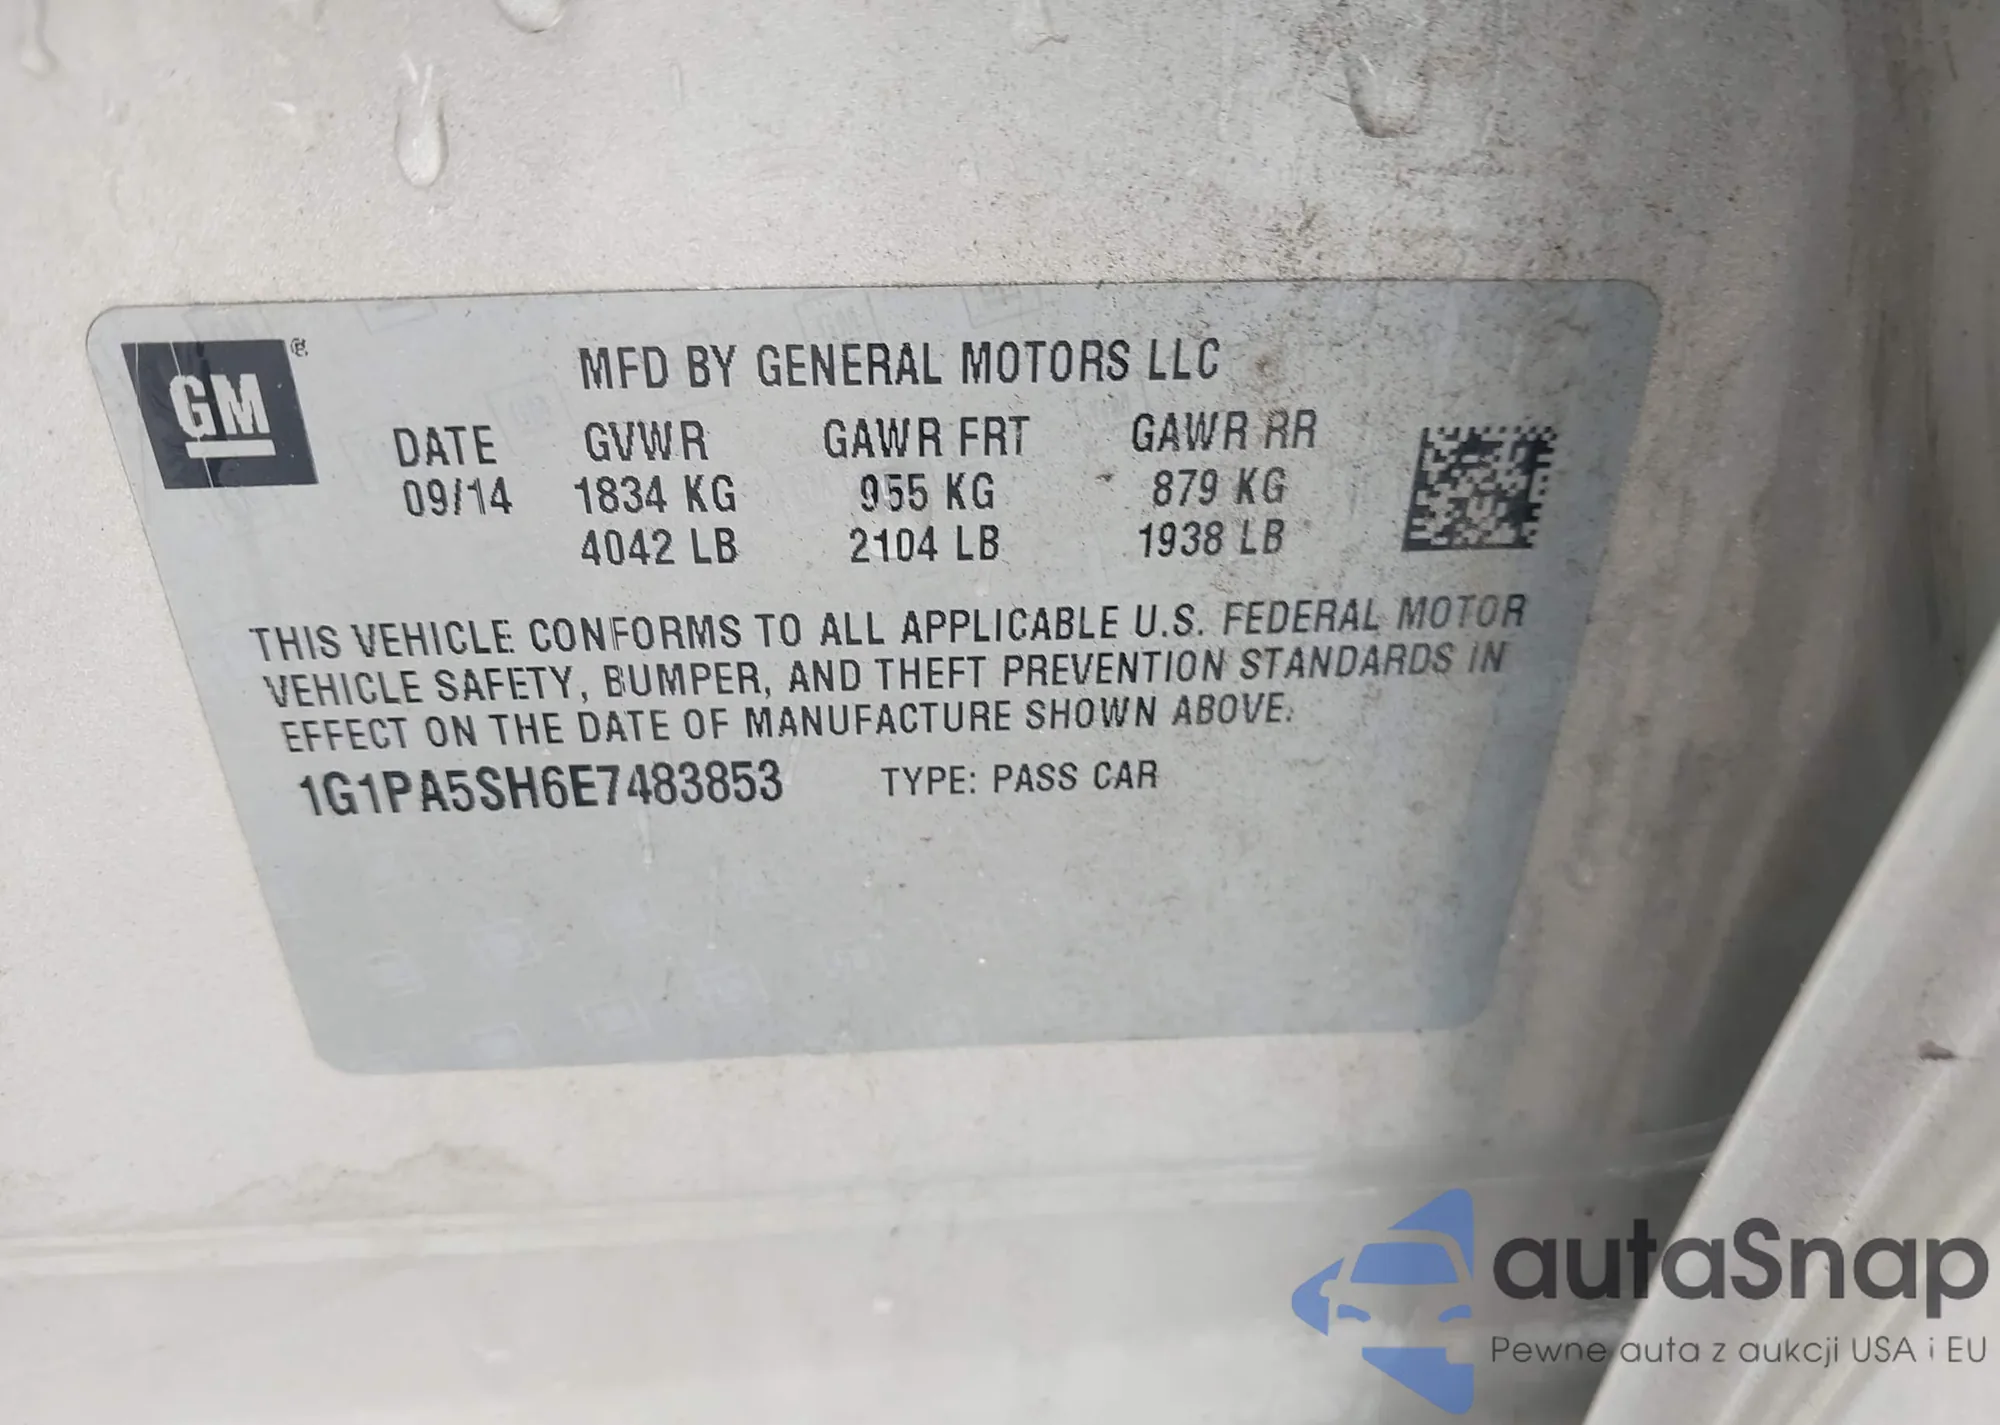 GM®
MFD BY GENERAL MOTORS LLC
DATE GVWR GAWR FRT GAWR RR
09/14 1834 KG 955 KG 879 KG
4042 LB 2104 LB 1938 LB
THIS VEHICLE CONFORMS TO ALL APPLICABLE U.S. FEDERAL MOTOR
VEHICLE SAFETY, BUMPER, AND THEFT PREVENTION STANDARDS IN
EFFECT ON THE DATE OF MANUFACTURE SHOWN ABOVE.
1G1PA5SH6E7483853 TYPE: PASS CAR
autaSnap
Pewne auta z aukcji USA i EU